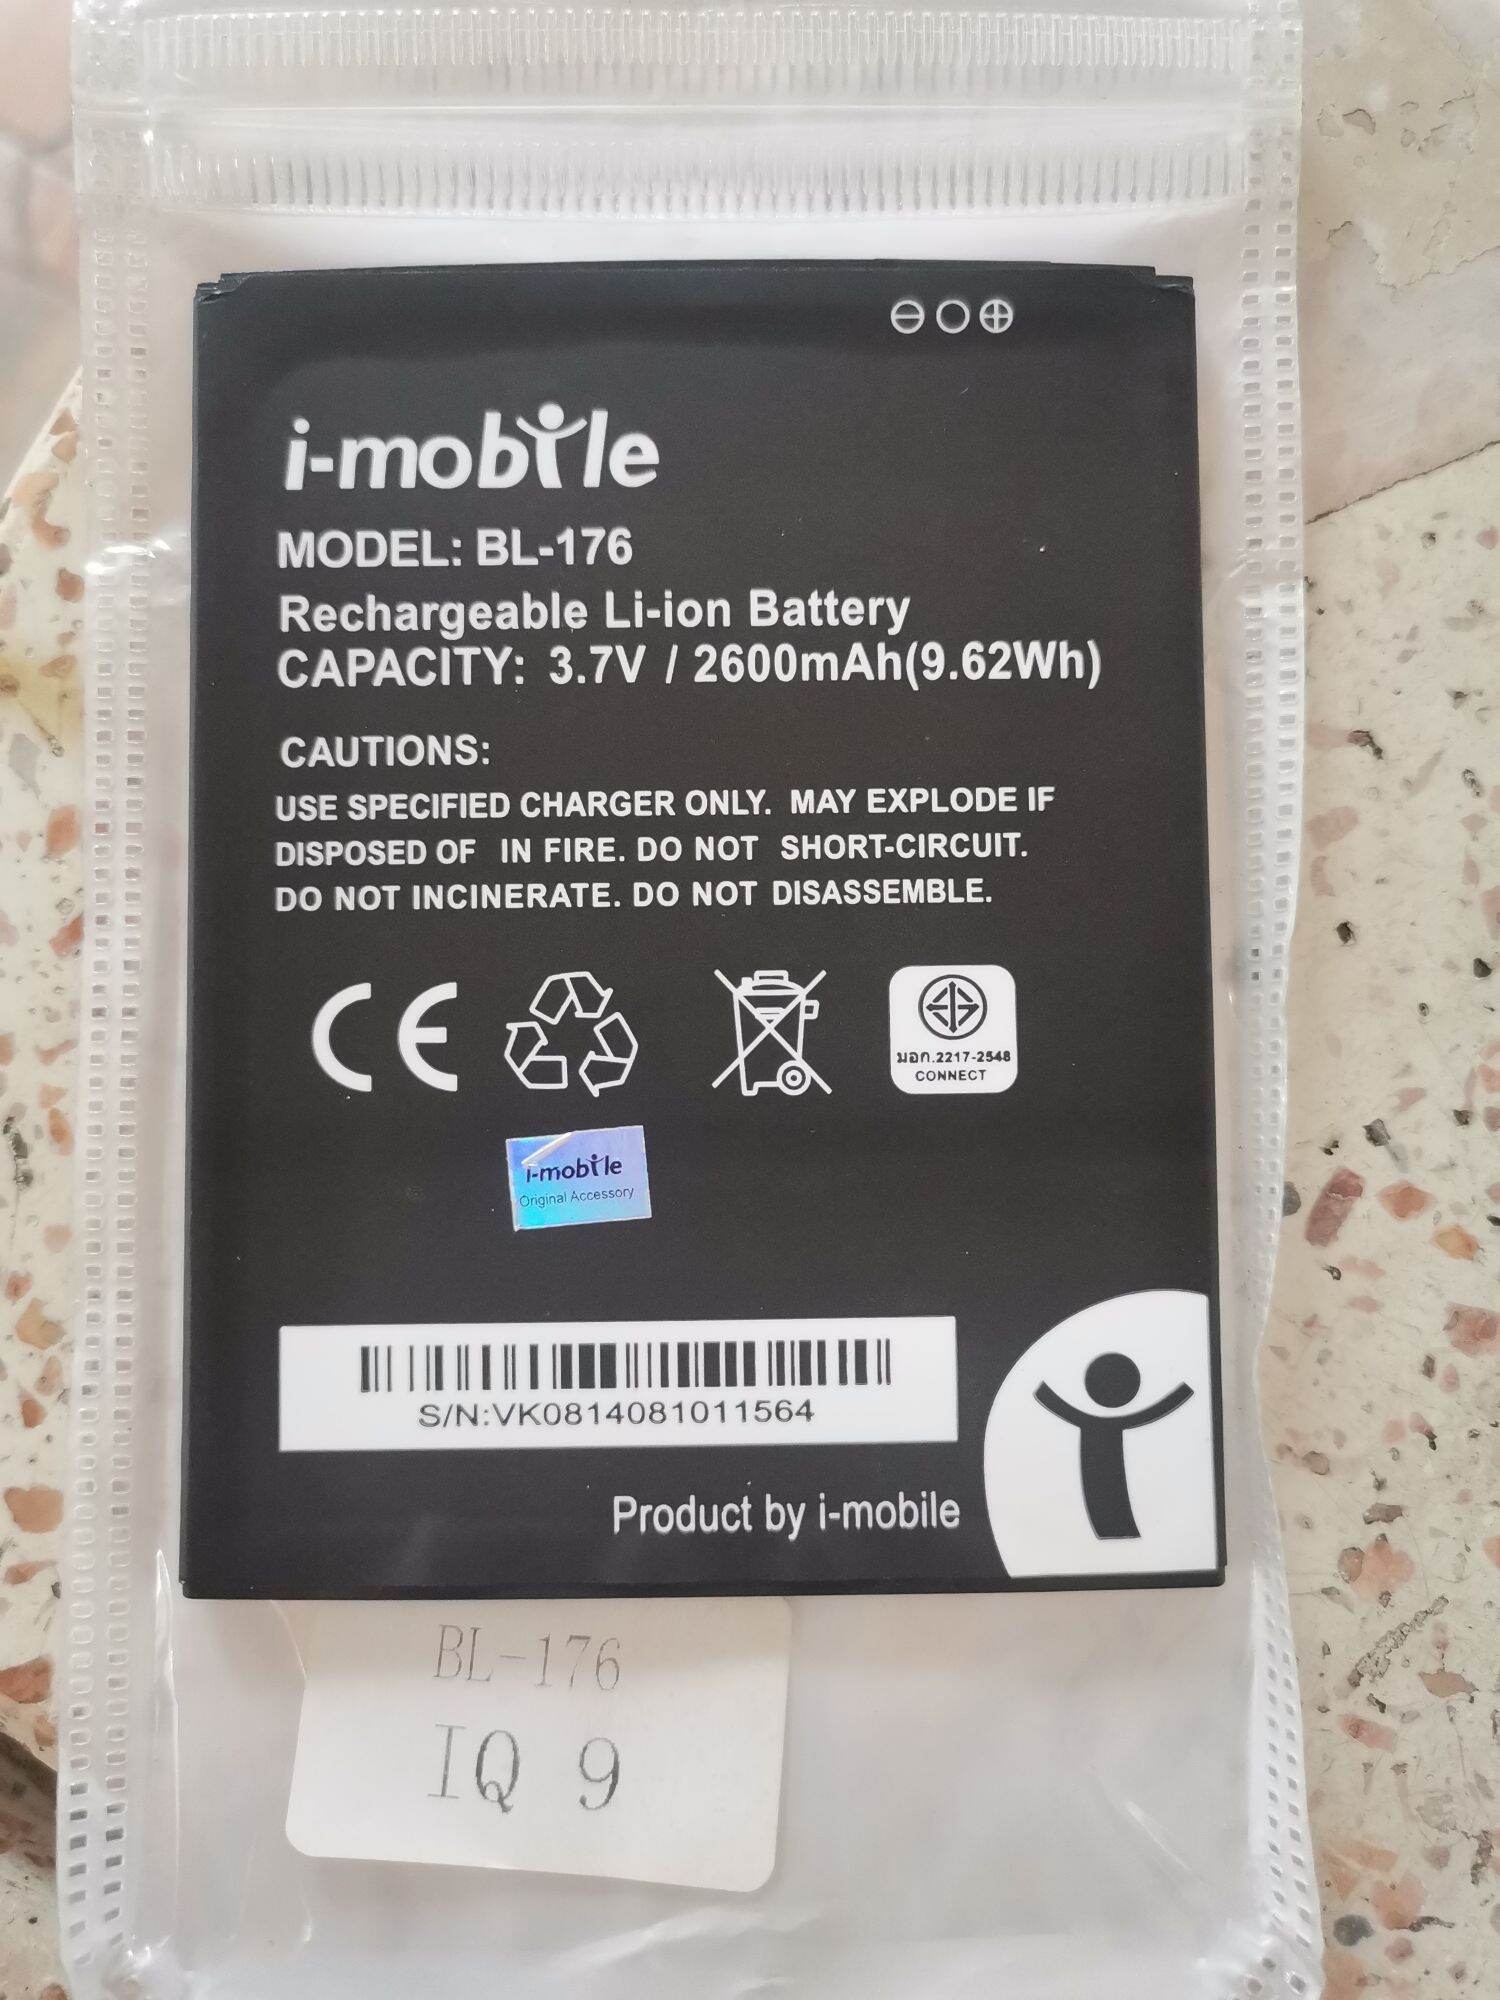 i-mobile
MODEL: BL-176
Rechargeable Li-ion Battery
CAPACITY: 3.7V / 2600mAh(9.62Wh)
CAUTIONS:
USE SPECIFIED CHARGER ONLY. MAY EXPLODE IF
DISPOSED OF IN FIRE. DO NOT SHORT-CIRCUIT.
DO NOT INCINERATE. DO NOT DISASSEMBLE.
CE
มอก.2217-2548
CONNECT
i-mobile
Original Accessory
S/N:VK0814081011564
Product by i-mobile
BL-176
IQ 9